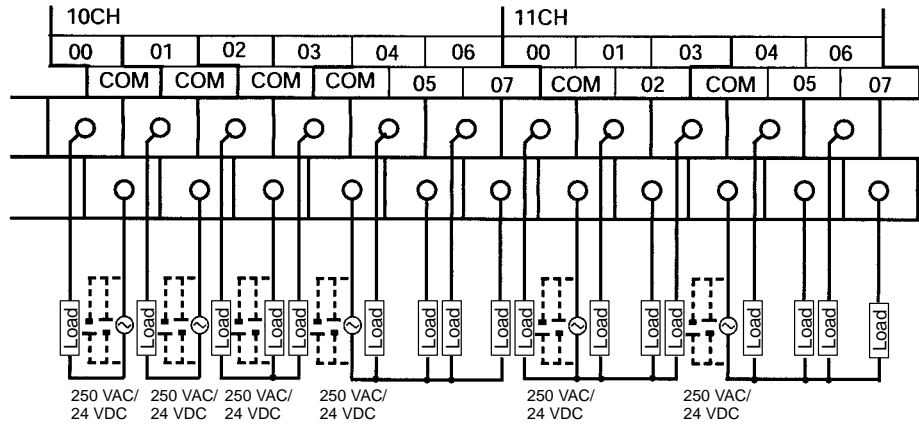 10CH 11CH
00 01 02 03 04 06 00 01 03 04 06
COM COM COM COM 05 07 COM 02 COM 05 07
Load Load Load Load Load Load Load Load Load Load Load Load Load Load Load Load
250 VAC/ 250 VAC/ 250 VAC/ 250 VAC/ 250 VAC/ 250 VAC/
24 VDC 24 VDC 24 VDC 24 VDC 24 VDC 24 VDC